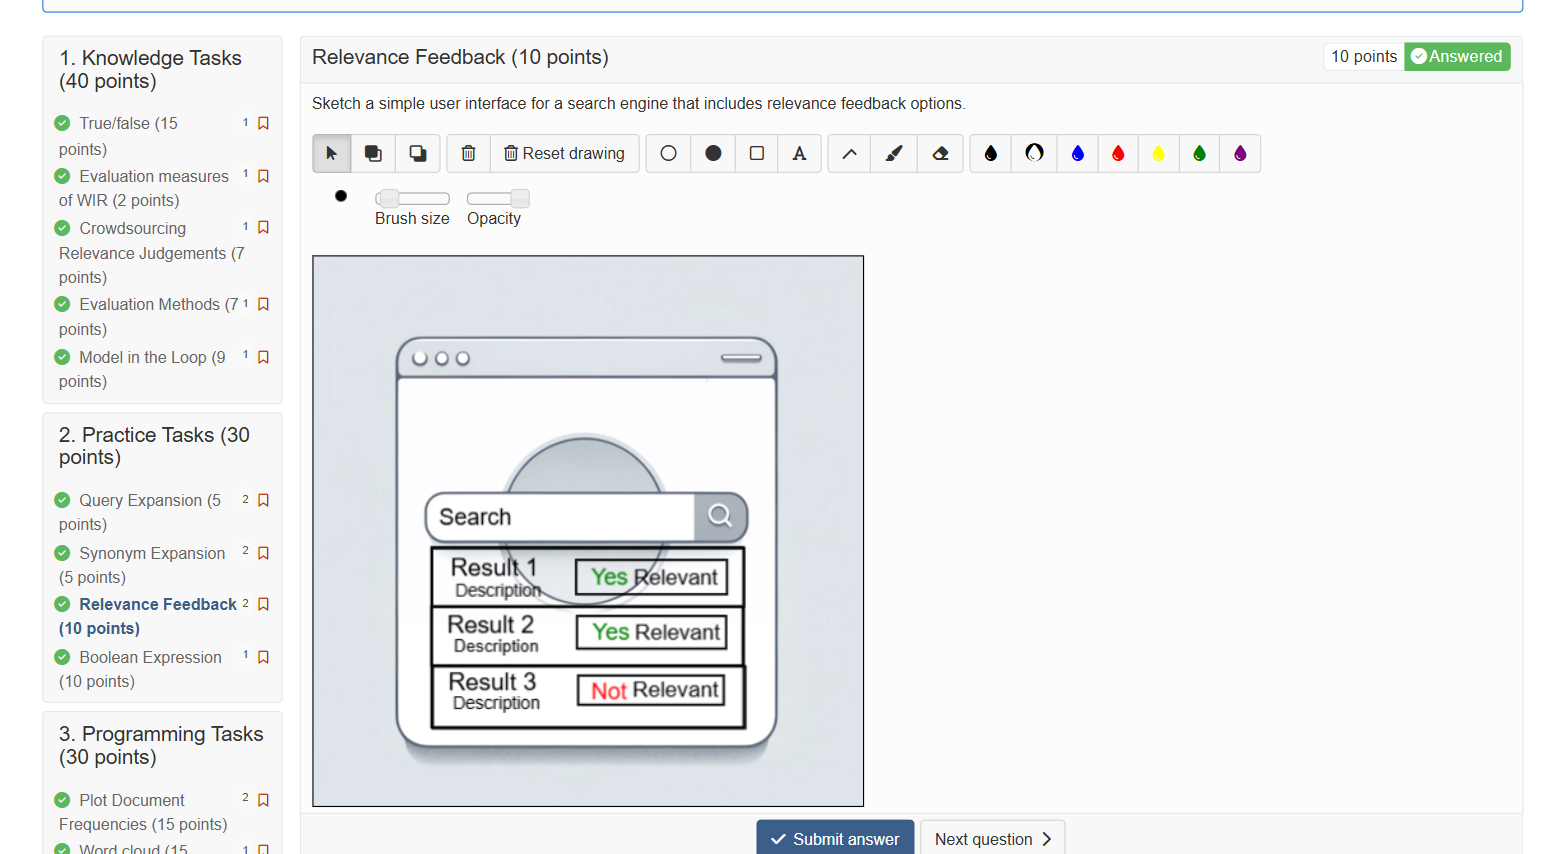 1. Knowledge Tasks
(40 points)
True/false (15
points)
1
Evaluation measures
of WIR (2 points)
1
Crowdsourcing
Relevance Judgements (7
points)
1
Evaluation Methods (7
points)
1
Model in the Loop (9
points)
1
2. Practice Tasks (30
points)
Query Expansion (5
points)
2
Synonym Expansion
(5 points)
2
Relevance Feedback
(10 points)
2
Boolean Expression
(10 points)
1
3. Programming Tasks
(30 points)
Plot Document
Frequencies (15 points)
2
Word cloud (15
1
Relevance Feedback (10 points)
10 points
Answered
Sketch a simple user interface for a search engine that includes relevance feedback options.
Reset drawing
A
Brush size
Opacity
Search
Result 1
Description
Yes Relevant
Result 2
Description
Yes Relevant
Result 3
Description
Not Relevant
Submit answer
Next question